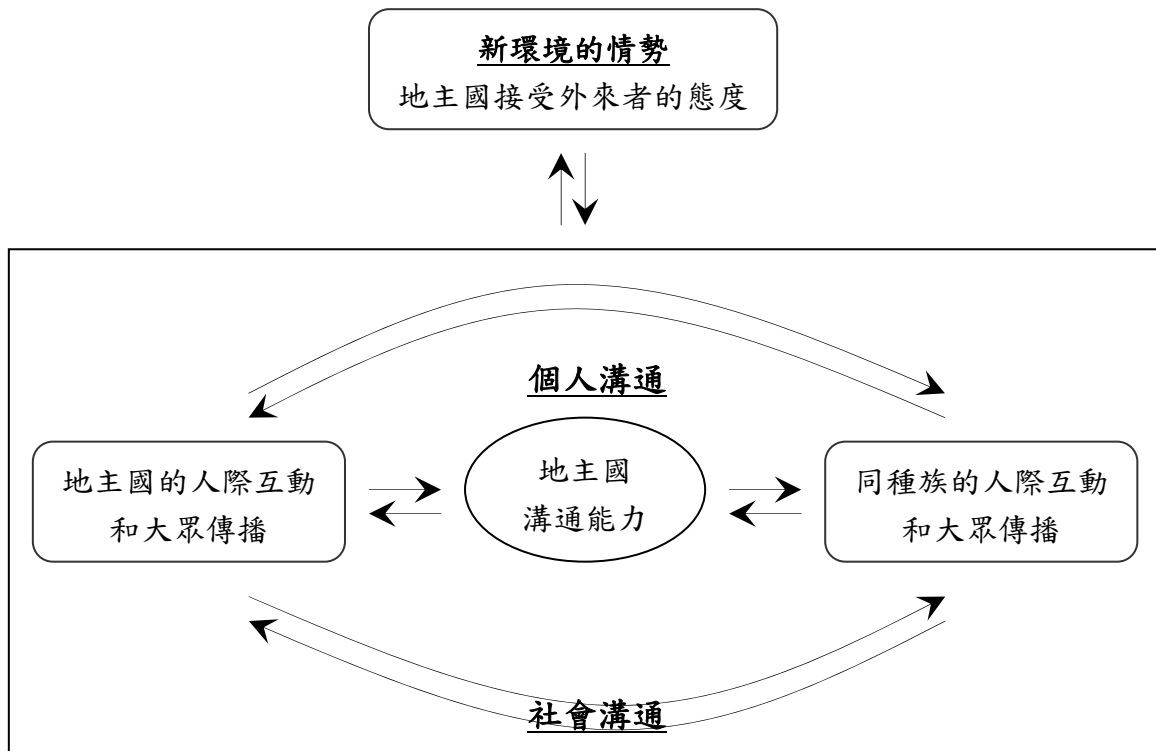 新環境的情勢
地主國接受外來者的態度
個人溝通
地主國的人際互動
和大眾傳播
地主國
溝通能力
同種族的人際互動
和大眾傳播
社會溝通